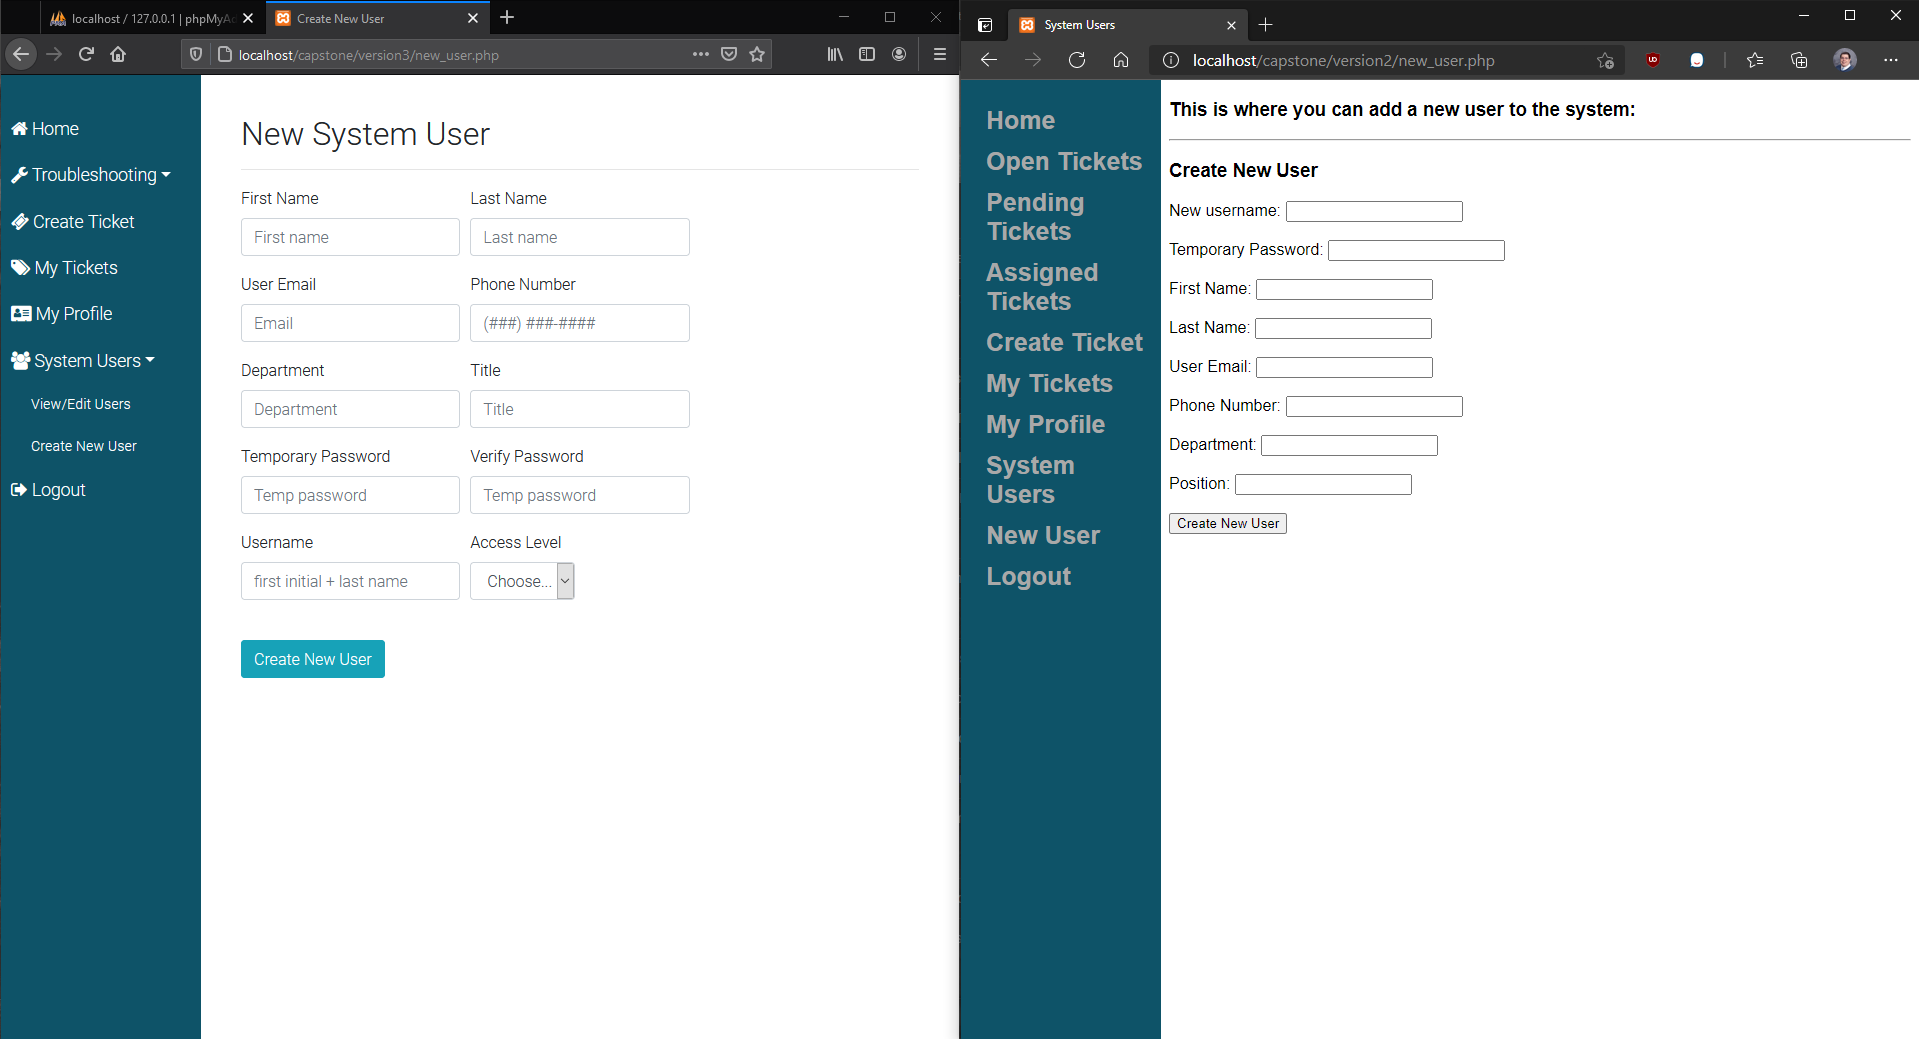 localhost / 127.0.0.1 | phpMyAd
Create New User
localhost/capstone/version3/new_user.php
Home
Troubleshooting
Create Ticket
My Tickets
My Profile
System Users
View/Edit Users
Create New User
Logout
New System User
First Name Last Name
First name Last name
User Email Phone Number
Email (###) ###-####
Department Title
Department Title
Temporary Password Verify Password
Temp password Temp password
Username Access Level
first initial + last name Choose...
Create New User
System Users
localhost/capstone/version2/new_user.php
Home
Open Tickets
Pending
Tickets
Assigned
Tickets
Create Ticket
My Tickets
My Profile
System
Users
New User
Logout
This is where you can add a new user to the system:
Create New User
New username:
Temporary Password:
First Name:
Last Name:
User Email:
Phone Number:
Department:
Position:
Create New User